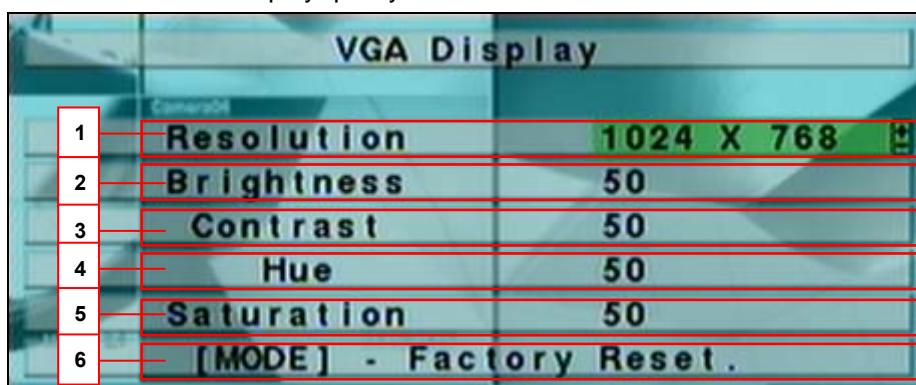 VGA Display
Camera04
1 Resolution 1024 X 768
2 Brightness 50
3 Contrast 50
4 Hue 50
5 Saturation 50
6 [MODE] - Factory Reset.